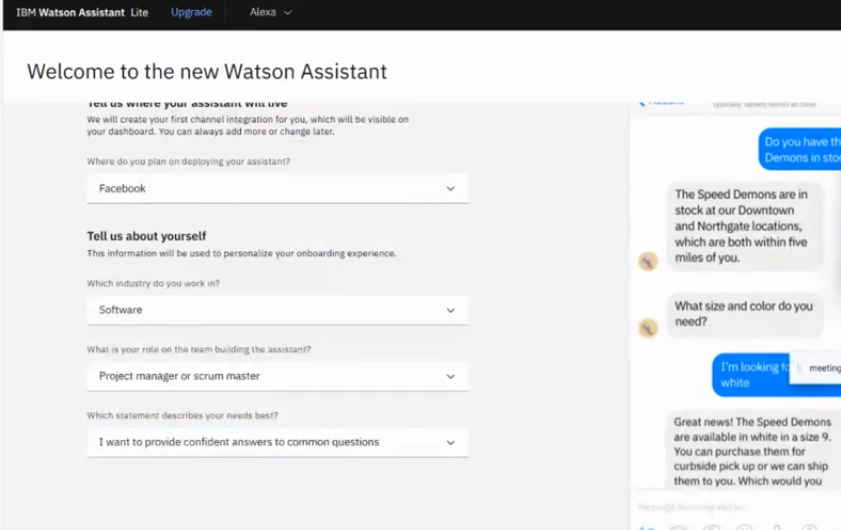 IBM Watson Assistant Lite Upgrade Alexa
Welcome to the new Watson Assistant
Tell us where your assistant will live
We will create your first channel integration for you, which will be visible on
your dashboard. You can always add more or change later.
Where do you plan on deploying your assistant?
Facebook
Tell us about yourself
This information will be used to personalize your onboarding experience.
Which industry do you work in?
Software
What is your role on the team building the assistant?
Project manager or scrum master
Which statement describes your needs best?
I want to provide confident answers to common questions
Do you have th
Demons in sto
The Speed Demons are in
stock at our Downtown
and Northgate locations,
which are both within five
miles of you.
What size and color do you
need?
I'm looking fo
white
meeting
Great news! The Speed Demons
are available in white in a size 9.
You can purchase them for
curbside pick up or we can ship
them to you. Which would you